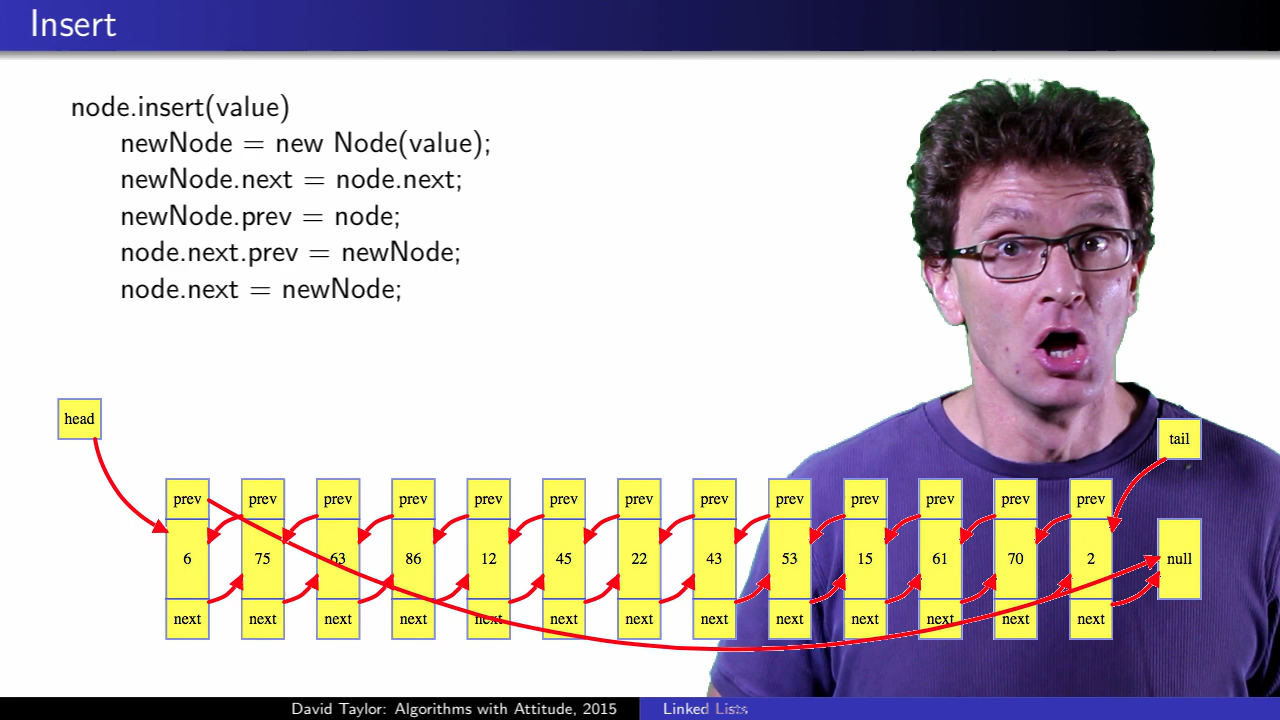 Insert
node.insert(value)
newNode = new Node(value);
newNode.next = node.next;
newNode.prev = node;
node.next.prev = newNode;
node.next = newNode;
head
tail
prev prev prev prev prev prev prev prev prev prev prev prev prev
6 75 63 86 12 45 22 43 53 15 61 70 2 null
next next next next next next next next next next next next next
David Taylor: Algorithms with Attitude, 2015 Linked Lists